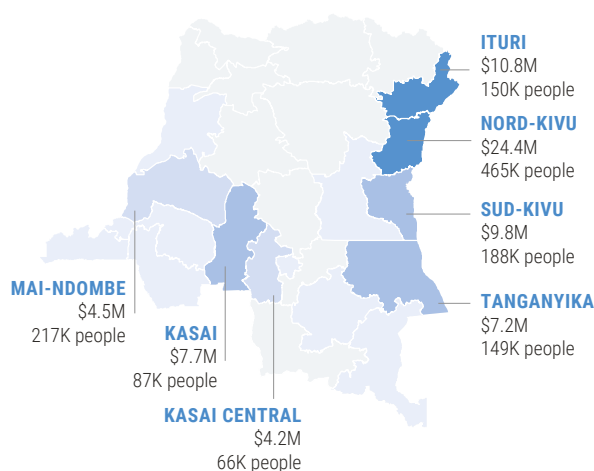 ITURI
$10.8M
150K people
NORD-KIVU
$24.4M
465K people
SUD-KIVU
$9.8M
188K people
TANGANYIKA
$7.2M
149K people
MAI-NDOMBE
$4.5M
217K people
KASAI
$7.7M
87K people
KASAI CENTRAL
$4.2M
66K people